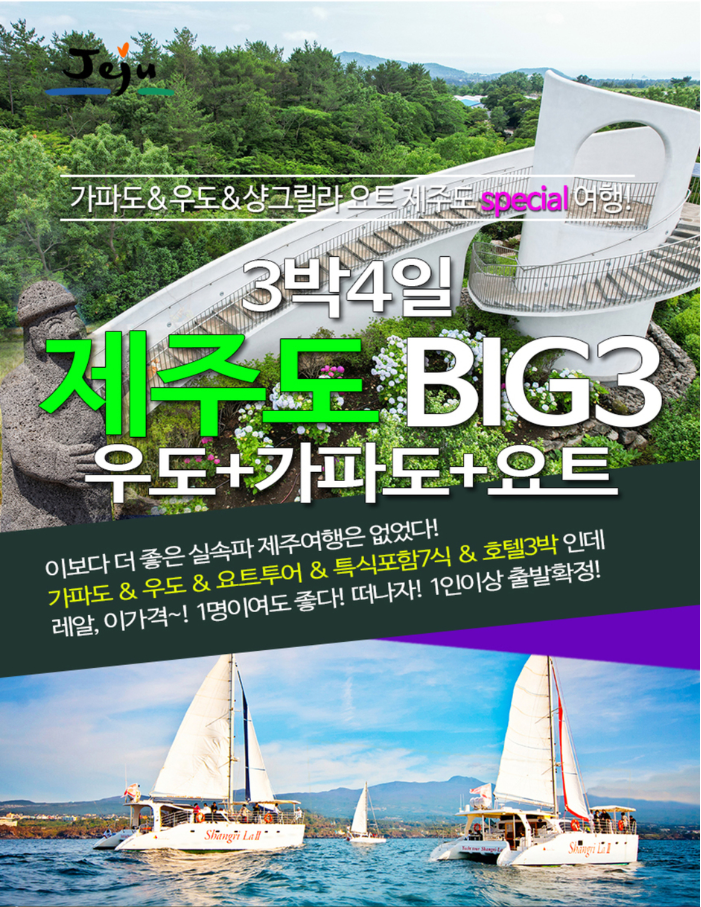 Jeju
가파도&우도&샹그릴라 요트 제주도 special 여행!
3박4일
제주도 BIG3
우도+가파도+요트
이보다 더 좋은 실속파 제주여행은 없었다!
가파도 & 우도 & 요트투어 & 특식포함7식 & 호텔3박 인데
레알, 이가격~! 1명이여도 좋다! 떠나자! 1인이상 출발확정!
Shangri La II
Shangri La II